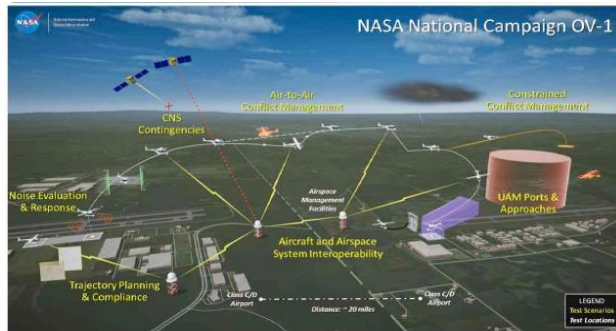 NASA
NASA National Campaign OV-1
Air-to-Air
Conflict Management
Constrained
Conflict Management
CNS
Contingencies
Noise Evaluation
& Response
Airspace
Management
Facilities
UAM Ports &
Approaches
Aircraft and Airspace
System Interoperability
Trajectory Planning
& Compliance
Class C/D
Airport
Distance: ~ 20 miles
Class C/D
Airport
LEGEND
Test Scenarios
Test Locations